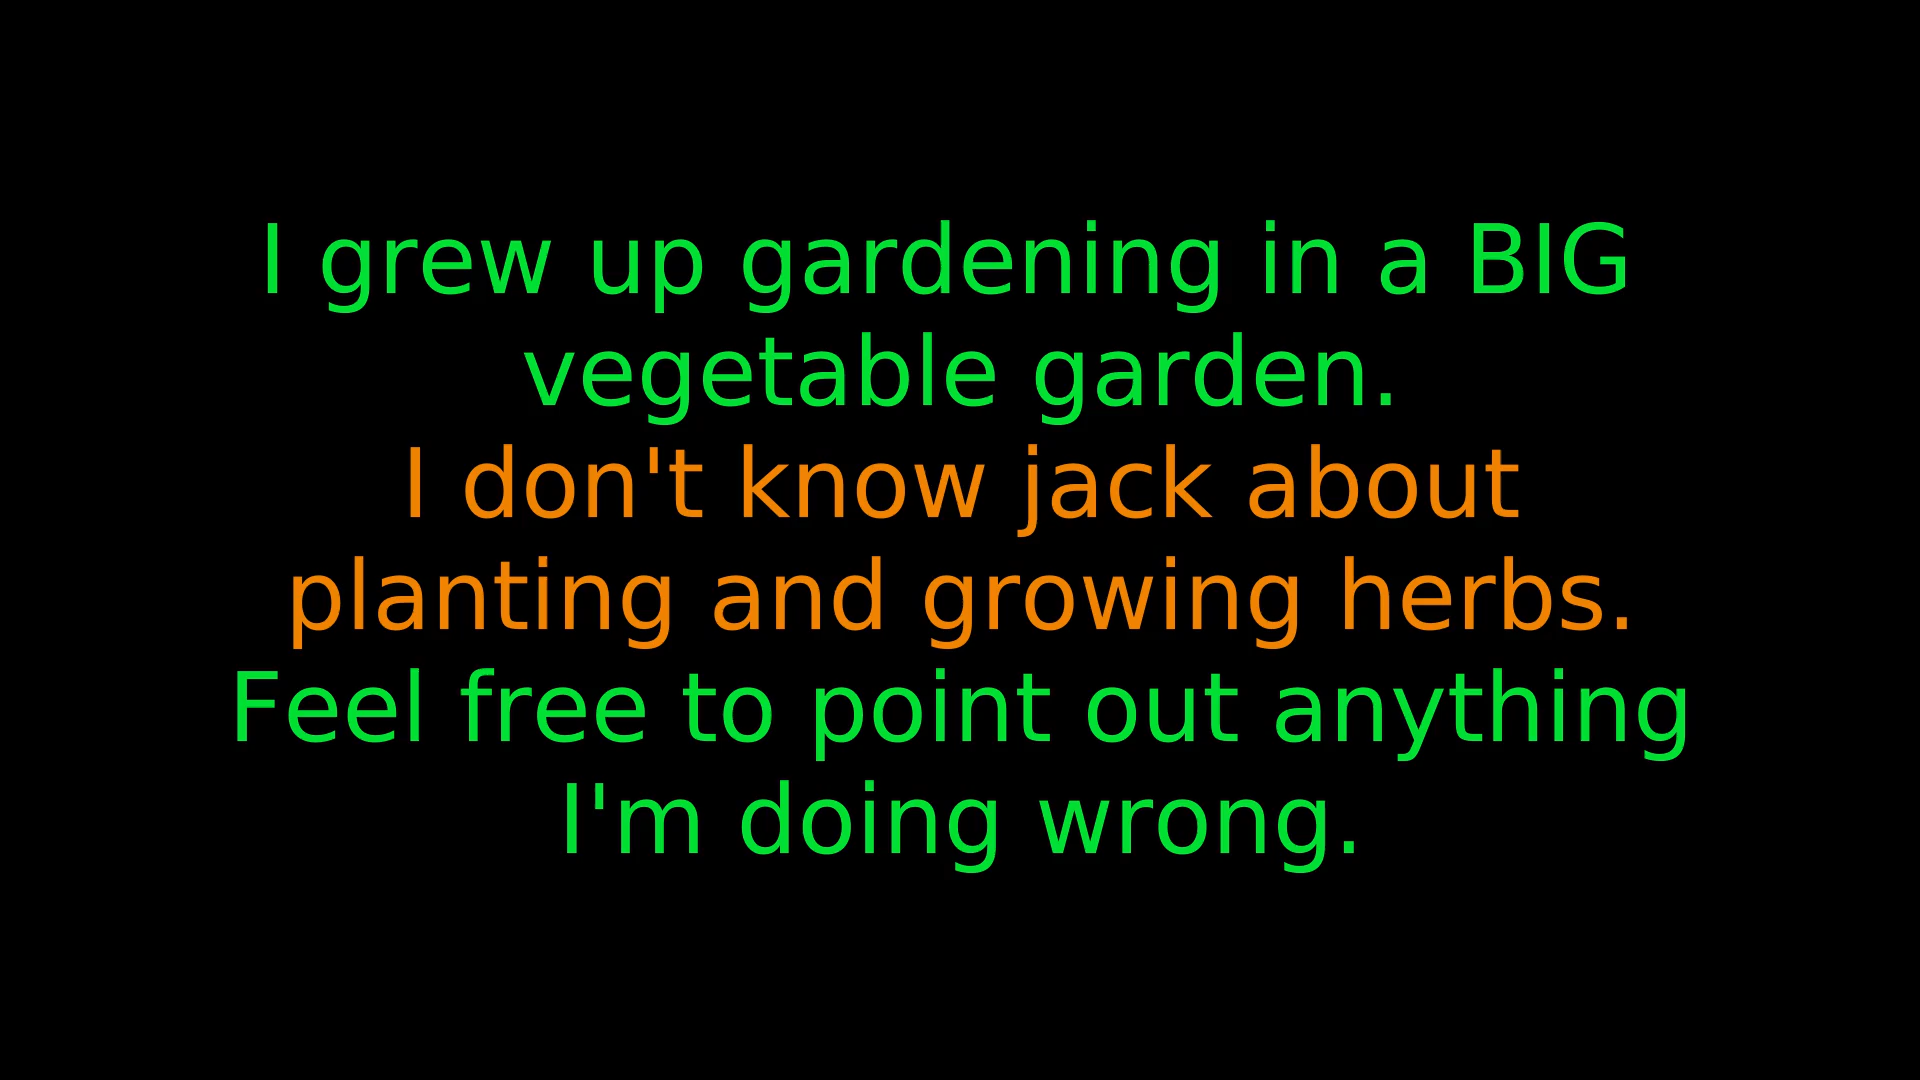 I grew up gardening in a BIG
vegetable garden.
I don't know jack about
planting and growing herbs.
Feel free to point out anything
I'm doing wrong.